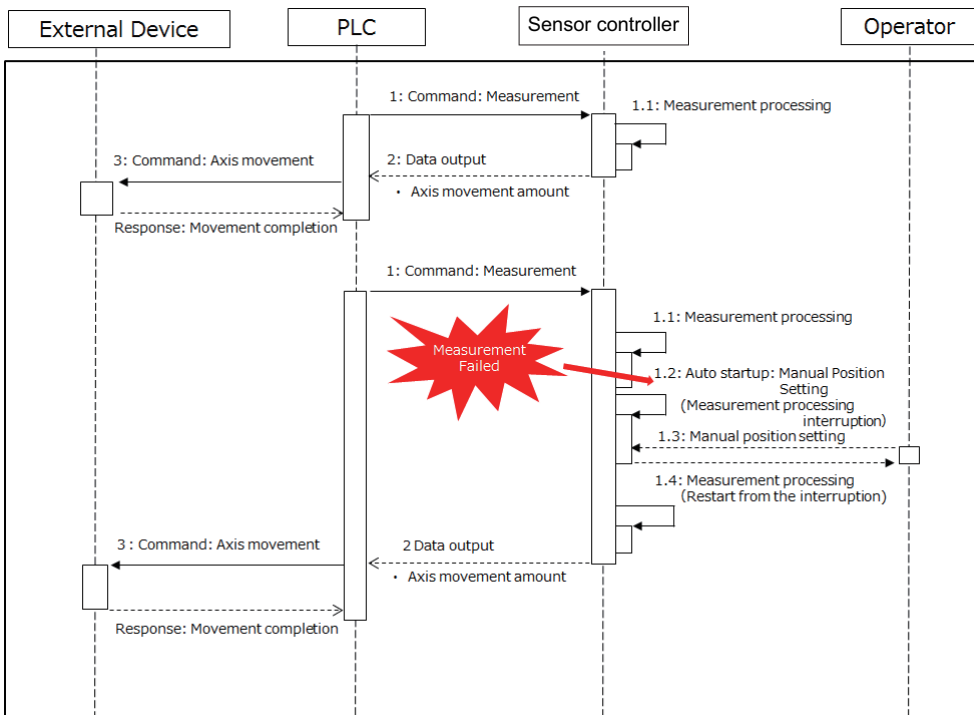 External Device
PLC
Sensor controller
Operator
1: Command: Measurement
1.1: Measurement processing
3: Command: Axis movement
2: Data output
・ Axis movement amount
Response: Movement completion
1: Command: Measurement
1.1: Measurement processing
Measurement
Failed
1.2: Auto startup: Manual Position
Setting
(Measurement processing
interruption)
1.3: Manual position setting
1.4: Measurement processing
(Restart from the interruption)
3 : Command: Axis movement
2 Data output
・ Axis movement amount
Response: Movement completion